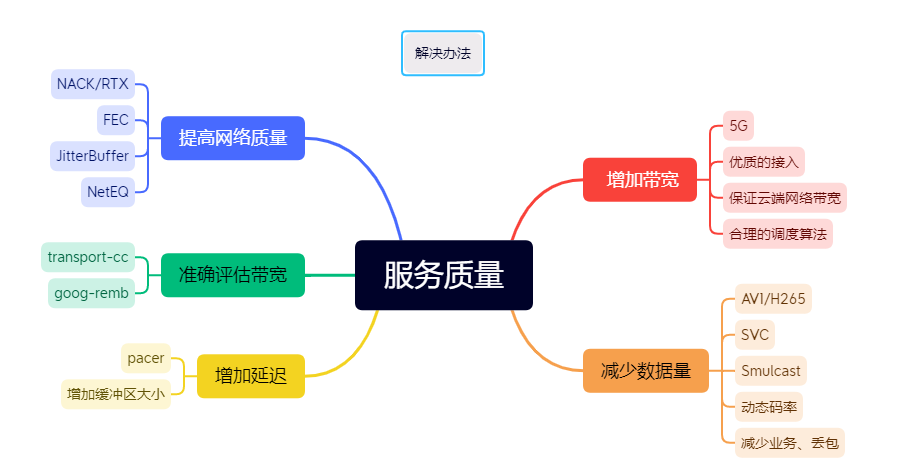 解决办法
服务质量
提高网络质量
NACK/RTX
FEC
JitterBuffer
NetEQ
准确评估带宽
transport-cc
goog-remb
增加延迟
pacer
增加缓冲区大小
增加带宽
5G
优质的接入
保证云端网络带宽
合理的调度算法
减少数据量
AV1/H265
SVC
Smulcast
动态码率
减少业务、丢包